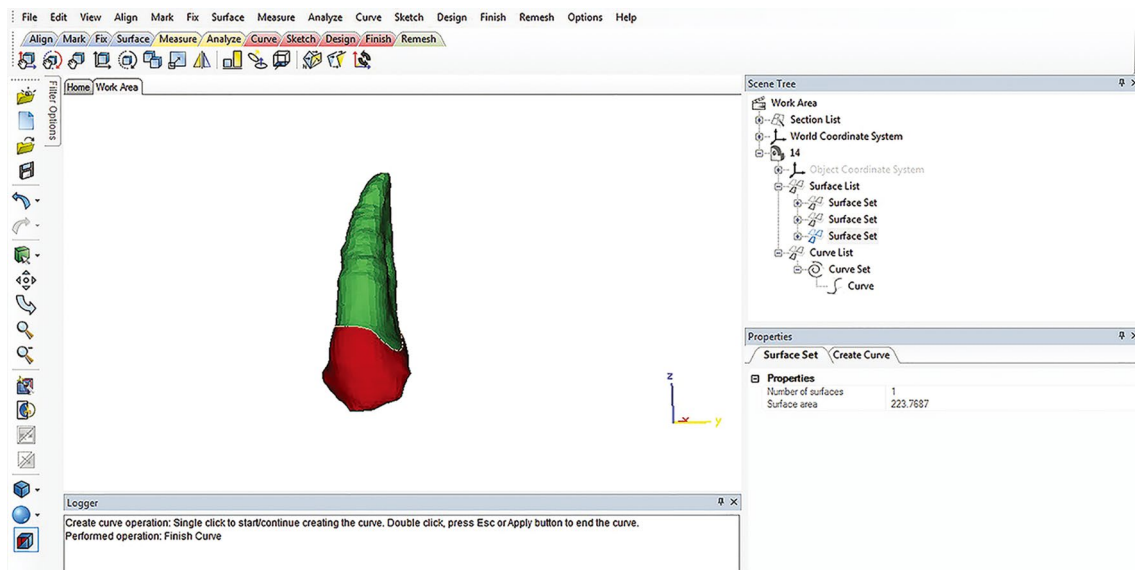 File Edit View Align Mark Fix Surface Measure Analyze Curve Sketch Design Finish Remesh Options Help
Align Mark Fix Surface Measure Analyze Curve Sketch Design Finish Remesh
Filter Options
Home Work Area
Scene Tree
Work Area
Section List
World Coordinate System
14
Object Coordinate System
Surface List
Surface Set
Surface Set
Surface Set
Curve List
Curve Set
Curve
z
x y
Properties
Surface Set Create Curve
Properties
Number of surfaces 1
Surface area 223.7687
Logger
Create curve operation: Single click to start/continue creating the curve. Double click, press Esc or Apply button to end the curve.
Performed operation: Finish Curve